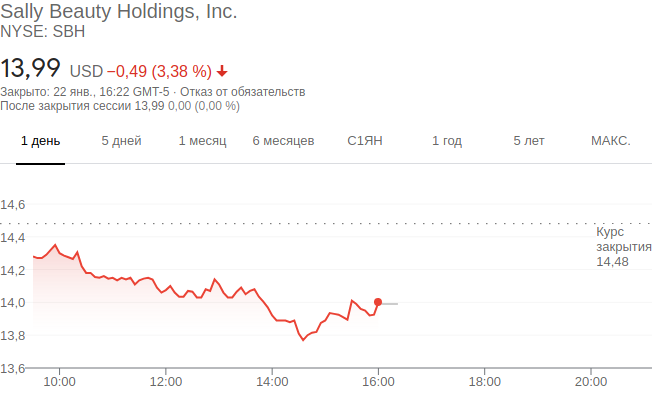 Sally Beauty Holdings, Inc.
NYSE: SBH
13,99 USD −0,49 (3,38 %)
Закрыто: 22 янв., 16:22 GMT-5 · Отказ от обязательств
После закрытия сессии 13,99 0,00 (0,00 %)
1 день 5 дней 1 месяц 6 месяцев С1ЯН 1 год 5 лет МАКС.
14,6
Курс
14,4
закрытия
14,48
14,2
14,0
13,8
13,6
10:00 12:00 14:00 16:00 18:00 20:00